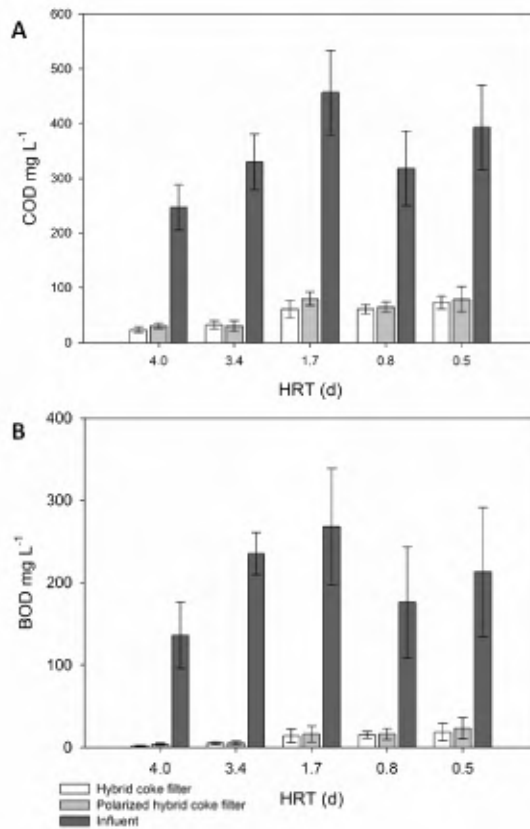 A
600
500
400
300
200
100
0
COD mg L⁻¹
4.0 3.4 1.7 0.8 0.5
HRT (d)
B
400
300
200
100
0
BOD mg L⁻¹
4.0 3.4 1.7 0.8 0.5
HRT (d)
Hybrid coke filter
Polarized hybrid coke filter
Influent